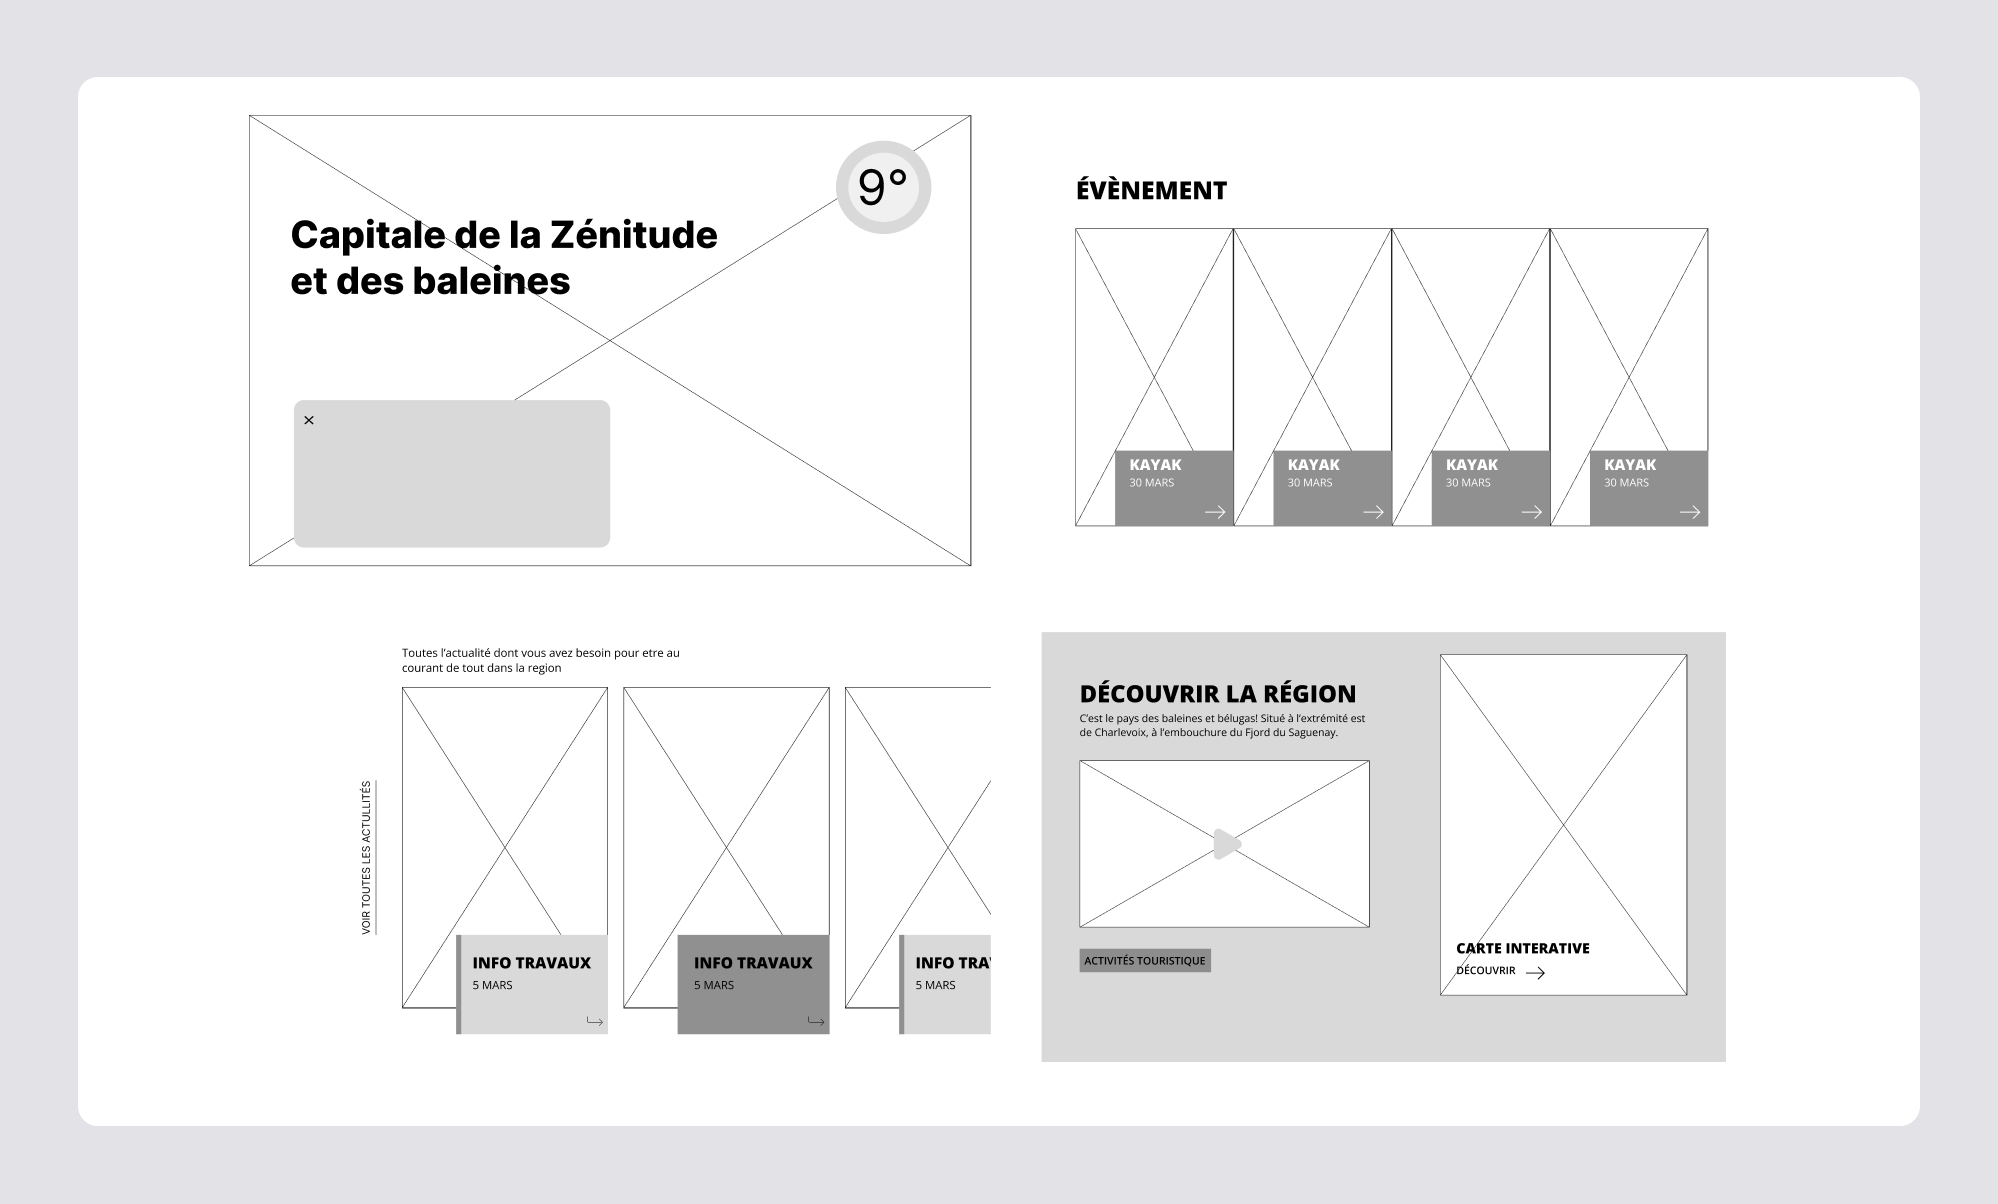 Capitale de la Zénitude
et des baleines
9°
ÉVÈNEMENT
KAYAK
30 MARS
KAYAK
30 MARS
KAYAK
30 MARS
KAYAK
30 MARS
Toutes l’actualité dont vous avez besoin pour etre au
courant de tout dans la region
VOIR TOUTES LES ACTULLITÉS
INFO TRAVAUX
5 MARS
INFO TRAVAUX
5 MARS
INFO TRAV
5 MARS
DÉCOUVRIR LA RÉGION
C’est le pays des baleines et bélugas! Situé à l’extrémité est
de Charlevoix, à l’embouchure du Fjord du Saguenay.
ACTIVITÉS TOURISTIQUE
CARTE INTERATIVE
DÉCOUVRIR